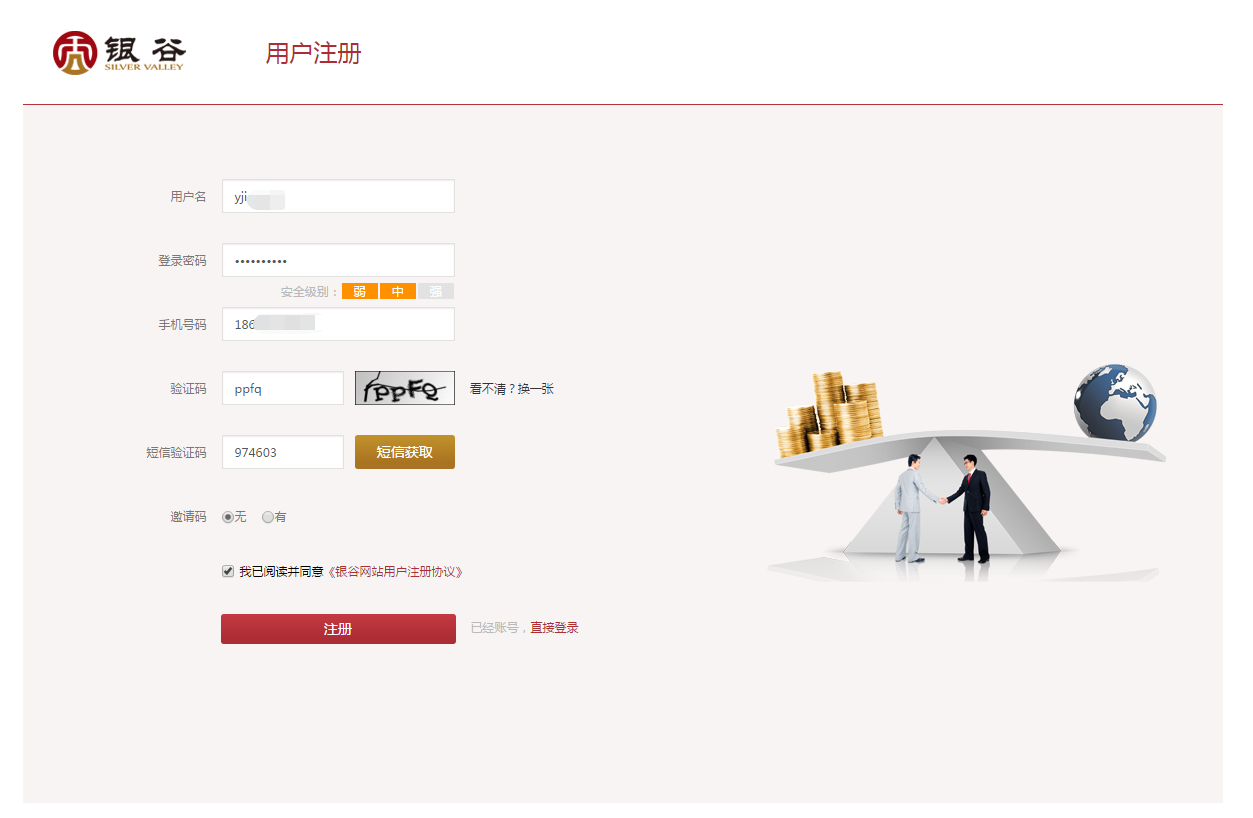 银谷
SILVER VALLEY
用户注册
用户名 yji
登录密码 ••••••••••
安全级别： 弱 中 强
手机号码 186
验证码 ppfq ppFQ 看不清？换一张
短信验证码 974603 短信获取
邀请码 无 有
我已阅读并同意《银谷网站用户注册协议》
注册 已经账号，直接登录